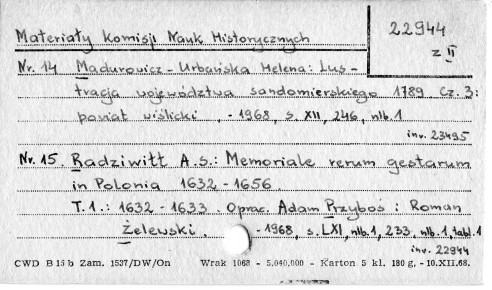 Materiały Komisji Nauk Historycznych
22944
z II
Nr. 14 Madurowicz - Urbańska Helena: Lus-
tracja województwa sandomierskiego 1789 Cz. 3:
powiat wiślicki , - 1968, s. XII, 246, nlb. 1
inv. 23495
Nr. 15. Radziwiłł A.S.: Memoriale rerum gestarum
in Polonia 1632 - 1656
T. 1.: 1632 - 1633 Oprac. Adam Przyboś i Roman
Żelewski. - 1968, s. LXI, nlb. 1, 233, nlb. 1, tabl. 1
inv. 22944
CWD B 15 b Zam. 1537/DW/On Wrak 1068 - 5,040,000 - Karton 5 kl. 180 g, - 10.XII.68.